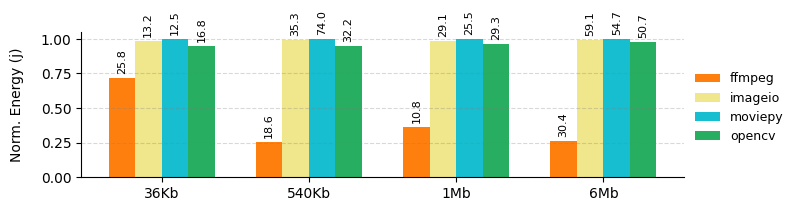 Norm. Energy (j)
1.00
0.75
0.50
0.25
0.00
25.8
13.2
12.5
16.8
18.6
35.3
74.0
32.2
10.8
29.1
25.5
29.3
30.4
59.1
54.7
50.7
36Kb
540Kb
1Mb
6Mb
ffmpeg
imageio
moviepy
opencv